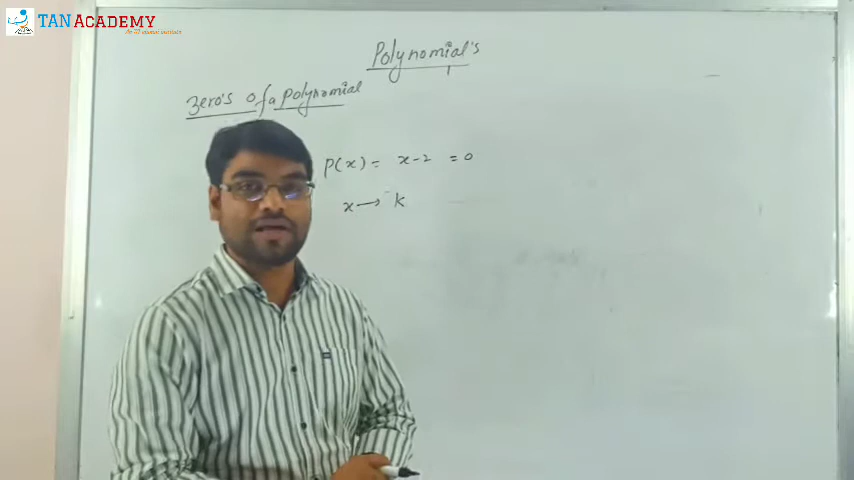 TAN ACADEMY
Polynomial's
Zero's of a polynomial
P(x) = x-2 = 0
x → k